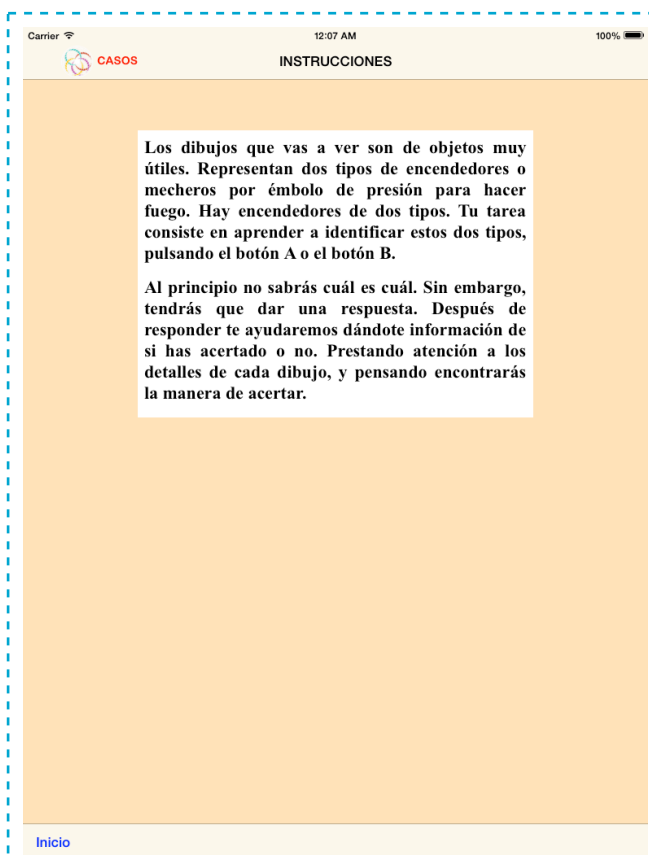 Carrier 12:07 AM 100%
CASOS INSTRUCCIONES
Los dibujos que vas a ver son de objetos muy
útiles. Representan dos tipos de encendedores o
mecheros por émbolo de presión para hacer
fuego. Hay encendedores de dos tipos. Tu tarea
consiste en aprender a identificar estos dos tipos,
pulsando el botón A o el botón B.
Al principio no sabrás cuál es cuál. Sin embargo,
tendrás que dar una respuesta. Después de
responder te ayudaremos dándote información de
si has acertado o no. Prestando atención a los
detalles de cada dibujo, y pensando encontrarás
la manera de acertar.
Inicio